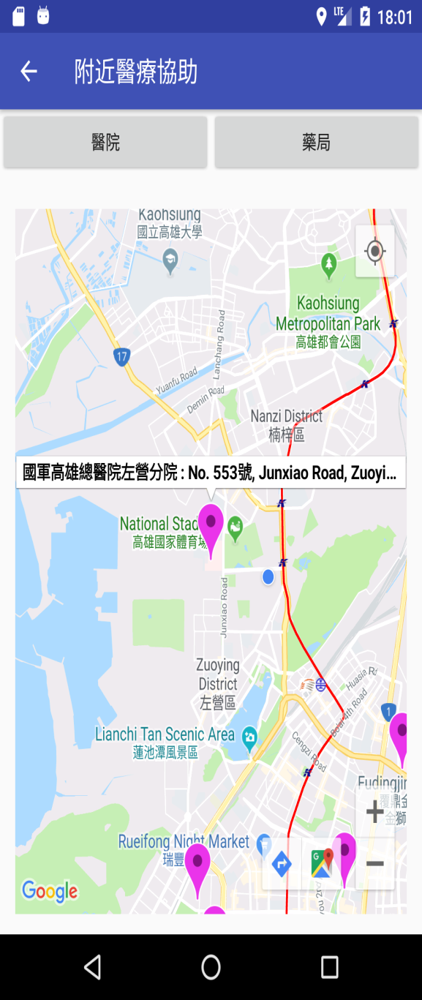 LTE 18:01
附近醫療協助
醫院
藥局
Kaohsiung
國立高雄大學
Kaohsiung
Metropolitan Park
高雄都會公園
17
Lanchang Road
Yuanfu Road
Demin Road
Nanzi District
楠梓區
國軍高雄總醫院左營分院 : No. 553號, Junxiao Road, Zuoyi...
National Stad
高雄國家體育場
Junxiao Road
Zuoying
District
左營區
Huasia Rd
1
Bo'ai 4th Road
Lianchi Tan Scenic Area
蓮池潭風景區
Cengzi Road
Fudingjin
覆鼎金
金獅
+
Rueifong Night Market
瑞豐
G
−
you 2nd
Google